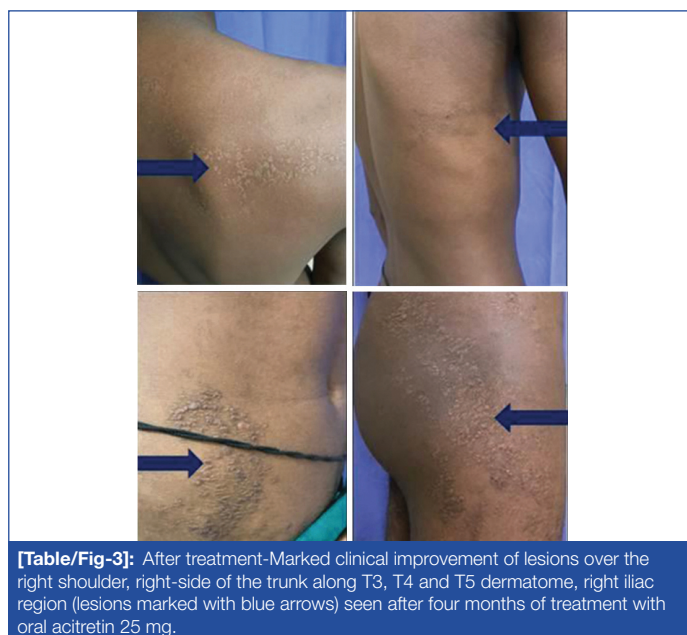 [Table/Fig-3]: After treatment-Marked clinical improvement of lesions over the
right shoulder, right-side of the trunk along T3, T4 and T5 dermatome, right iliac
region (lesions marked with blue arrows) seen after four months of treatment with
oral acitretin 25 mg.